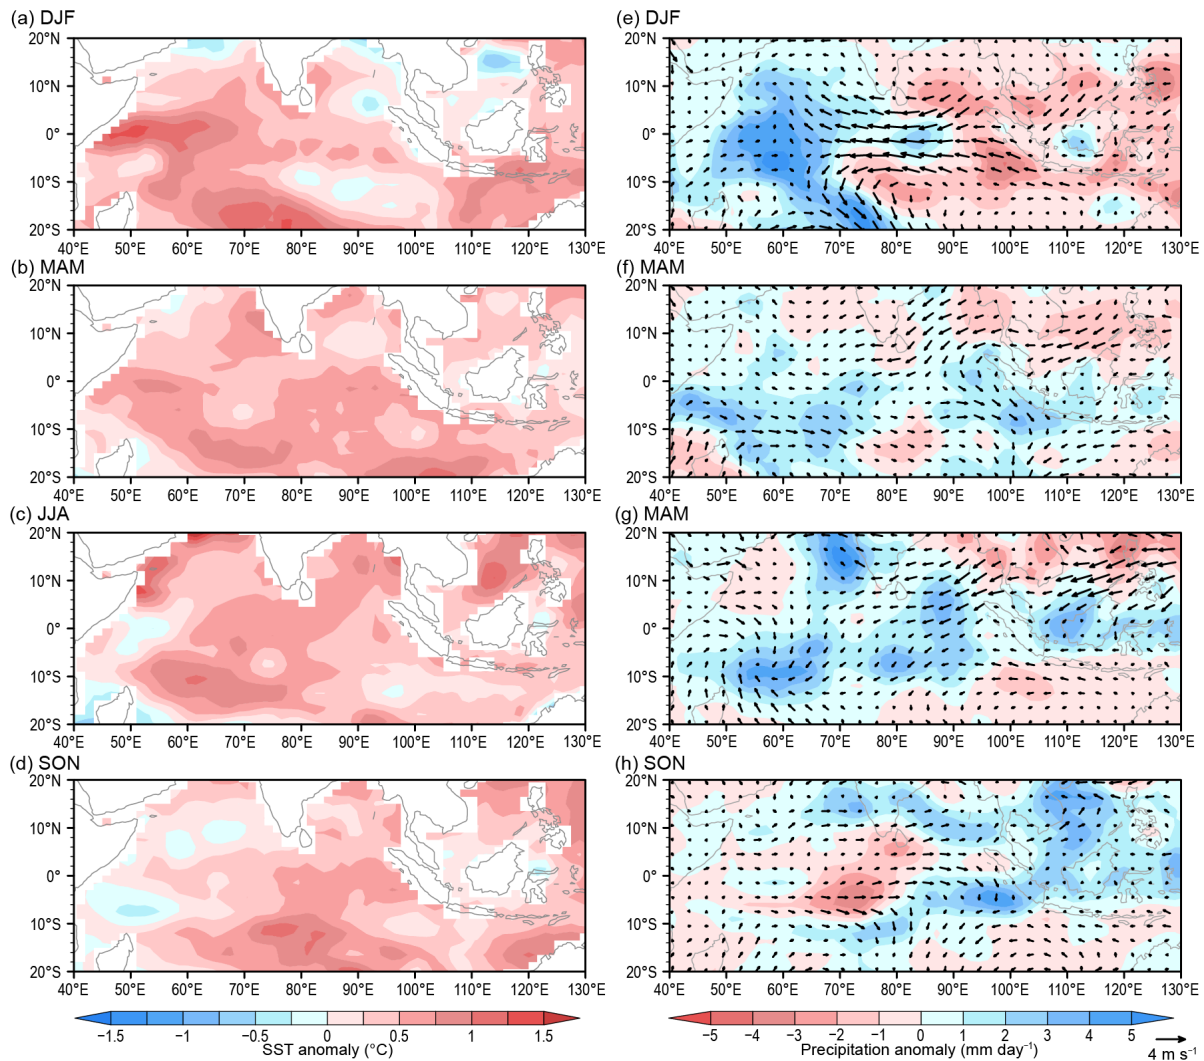 (a) DJF
20°N
10°N
0°
10°S
20°S
40°E 50°E 60°E 70°E 80°E 90°E 100°E 110°E 120°E 130°E
(e) DJF
20°N
10°N
0°
10°S
20°S
40°E 50°E 60°E 70°E 80°E 90°E 100°E 110°E 120°E 130°E
(b) MAM
20°N
10°N
0°
10°S
20°S
40°E 50°E 60°E 70°E 80°E 90°E 100°E 110°E 120°E 130°E
(f) MAM
20°N
10°N
0°
10°S
20°S
40°E 50°E 60°E 70°E 80°E 90°E 100°E 110°E 120°E 130°E
(c) JJA
20°N
10°N
0°
10°S
20°S
40°E 50°E 60°E 70°E 80°E 90°E 100°E 110°E 120°E 130°E
(g) MAM
20°N
10°N
0°
10°S
20°S
40°E 50°E 60°E 70°E 80°E 90°E 100°E 110°E 120°E 130°E
(d) SON
20°N
10°N
0°
10°S
20°S
40°E 50°E 60°E 70°E 80°E 90°E 100°E 110°E 120°E 130°E
(h) SON
20°N
10°N
0°
10°S
20°S
40°E 50°E 60°E 70°E 80°E 90°E 100°E 110°E 120°E 130°E
−1.5 −1 −0.5 0 0.5 1 1.5
SST anomaly (°C)
−5 −4 −3 −2 −1 0 1 2 3 4 5
Precipitation anomaly (mm day⁻¹)
4 m s⁻¹